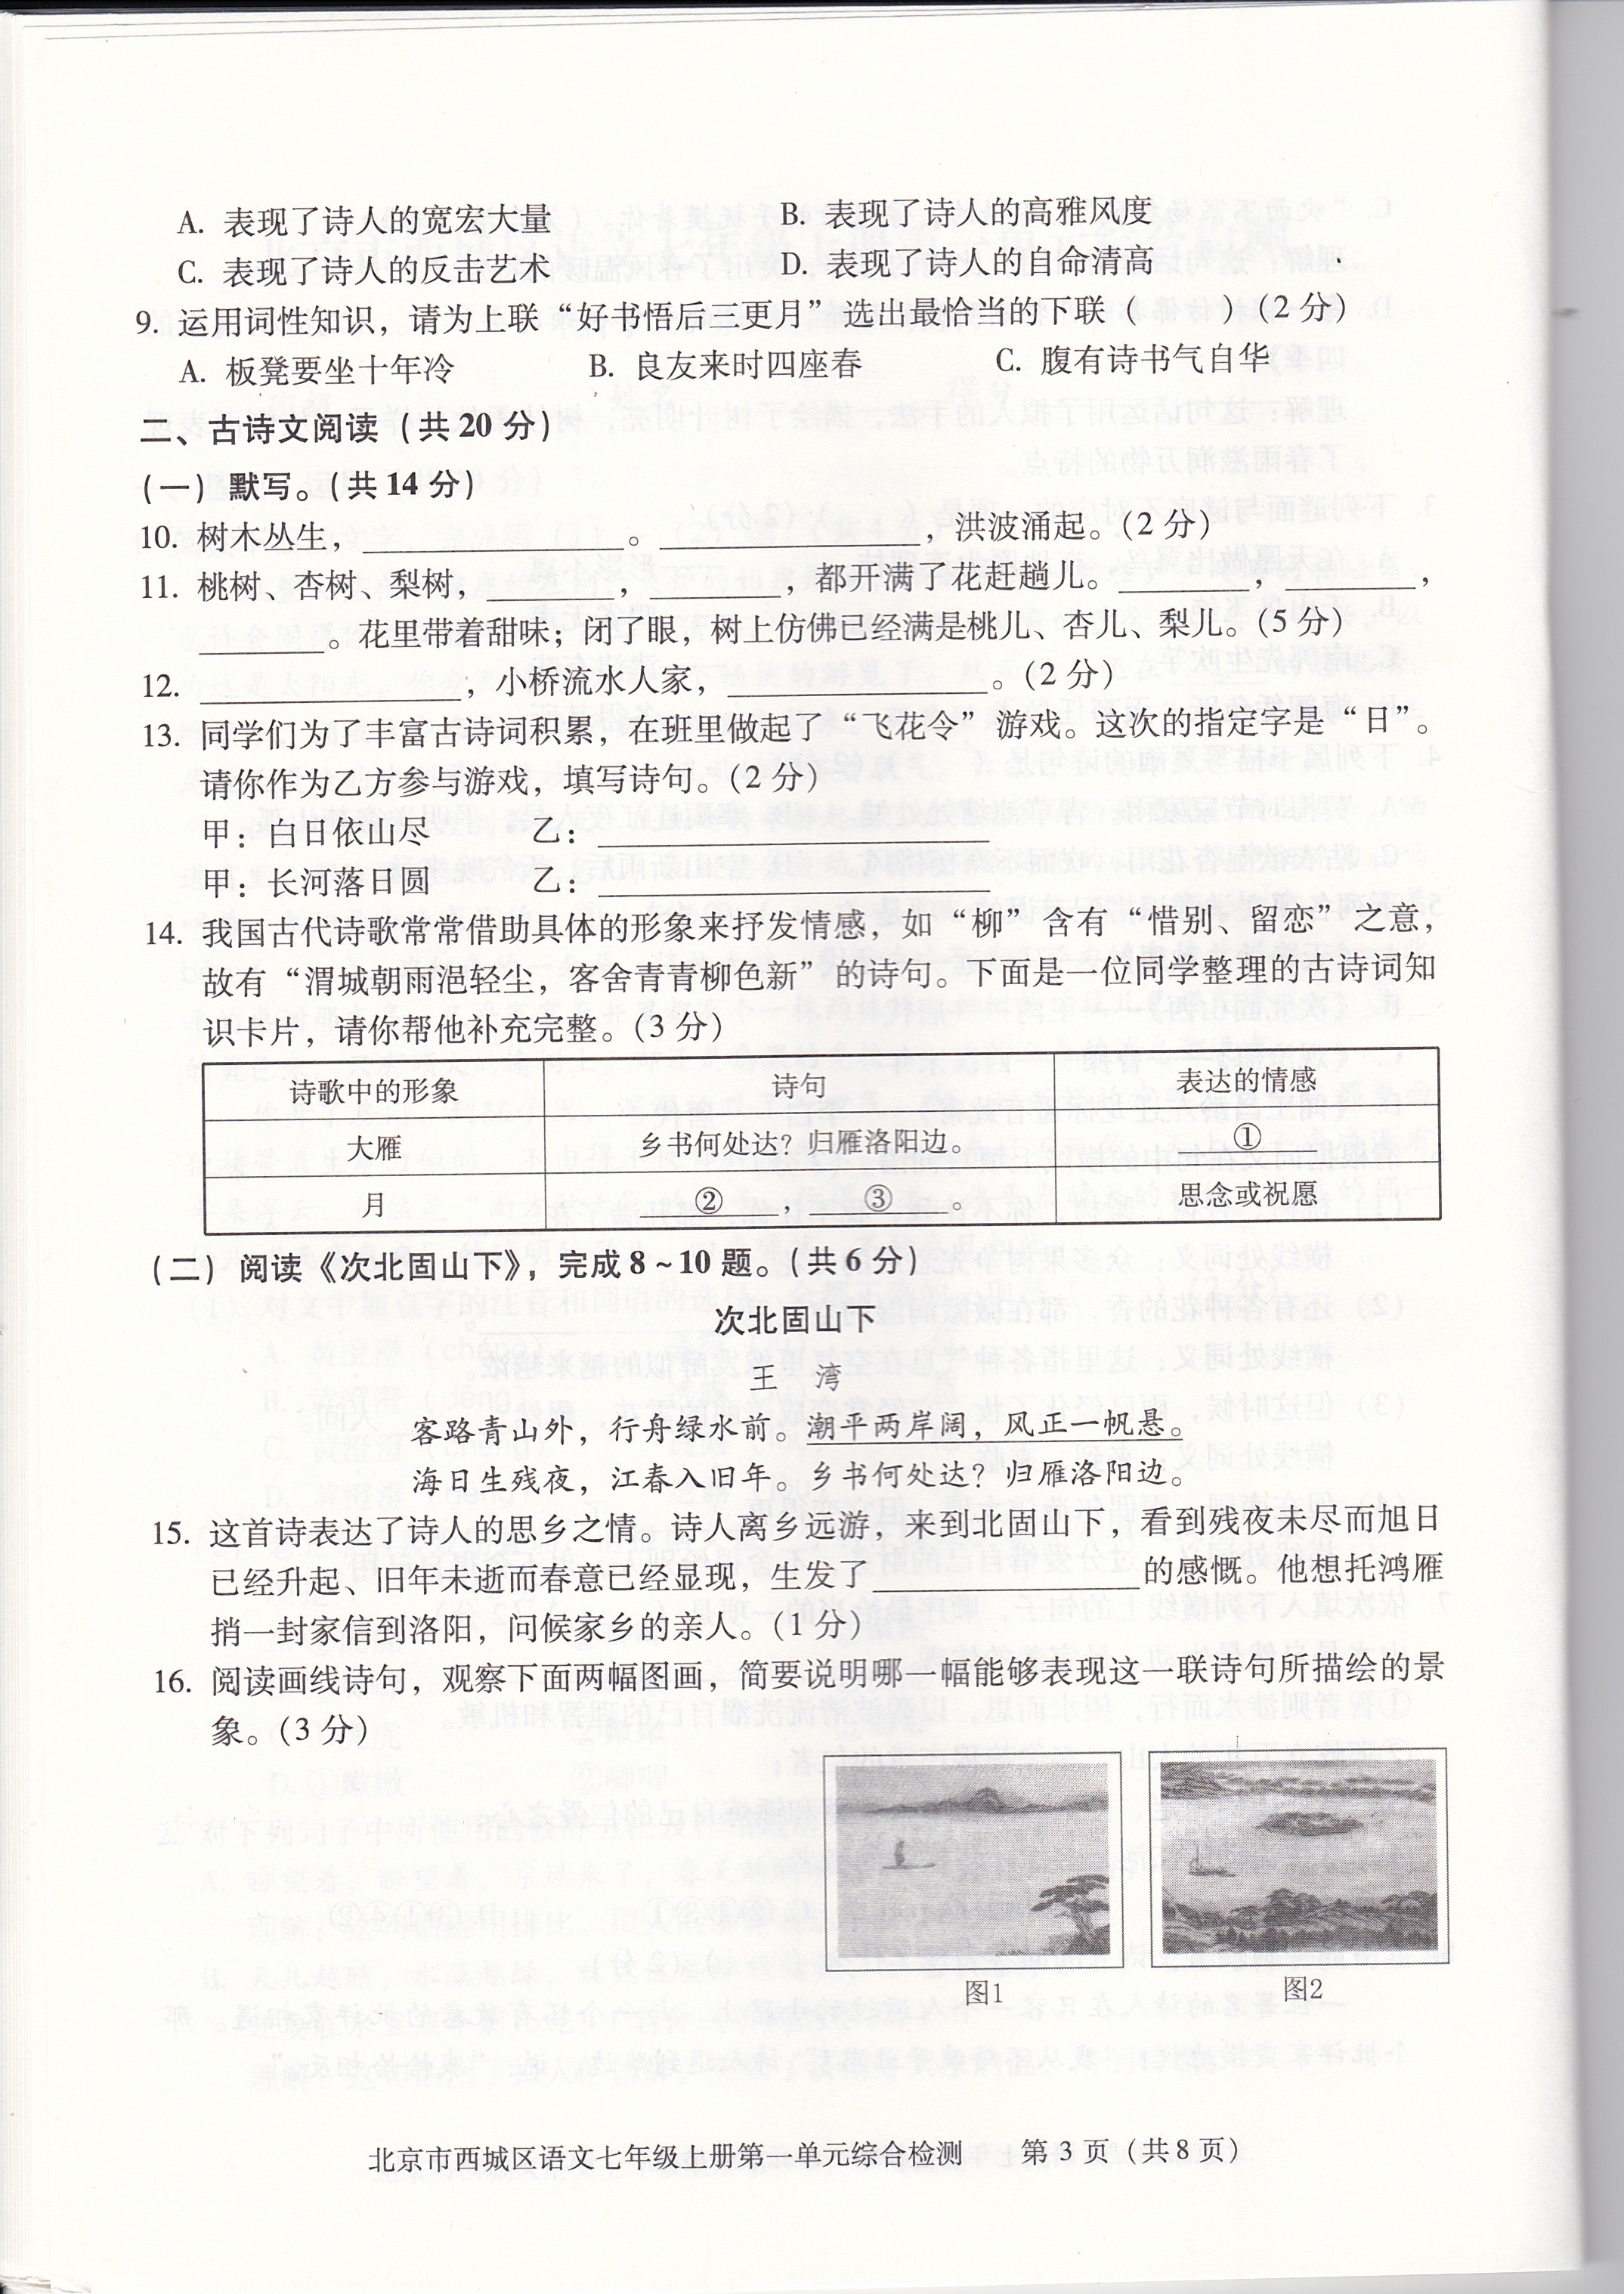 A. 表现了诗人的宽宏大量 B. 表现了诗人的高雅风度
C. 表现了诗人的反击艺术 D. 表现了诗人的自命清高
9. 运用词性知识，请为上联“好书悟后三更月”选出最恰当的下联（ ）（2 分）
A. 板凳要坐十年冷 B. 良友来时四座春 C. 腹有诗书气自华
二、古诗文阅读（共 20 分）
（一）默写。（共 14 分）
10. 树木丛生，____________。____________，洪波涌起。（2 分）
11. 桃树、杏树、梨树，______，______，都开满了花赶趟儿。______，______，
______。花里带着甜味；闭了眼，树上仿佛已经满是桃儿、杏儿、梨儿。（5 分）
12. ____________，小桥流水人家，____________。（2 分）
13. 同学们为了丰富古诗词积累，在班里做起了“飞花令”游戏。这次的指定字是“日”。
请你作为乙方参与游戏，填写诗句。（2 分）
甲：白日依山尽 乙：__________________
甲：长河落日圆 乙：__________________
14. 我国古代诗歌常常借助具体的形象来抒发情感，如“柳”含有“惜别、留恋”之意，
故有“渭城朝雨浥轻尘，客舍青青柳色新”的诗句。下面是一位同学整理的古诗词知
识卡片，请你帮他补充完整。（3 分）
诗歌中的形象 诗句 表达的情感
大雁 乡书何处达？归雁洛阳边。 ①
月 ②，③。 思念或祝愿
（二）阅读《次北固山下》，完成 8 ~ 10 题。（共 6 分）
次北固山下
王 湾
客路青山外，行舟绿水前。潮平两岸阔，风正一帆悬。
海日生残夜，江春入旧年。乡书何处达？归雁洛阳边。
15. 这首诗表达了诗人的思乡之情。诗人离乡远游，来到北固山下，看到残夜未尽而旭日
已经升起、旧年未逝而春意已经显现，生发了____________的感慨。他想托鸿雁
捎一封家信到洛阳，问候家乡的亲人。（1 分）
16. 阅读画线诗句，观察下面两幅图画，简要说明哪一幅能够表现这一联诗句所描绘的景
象。（3 分）
图1 图2
北京市西城区语文七年级上册第一单元综合检测 第 3 页（共 8 页）